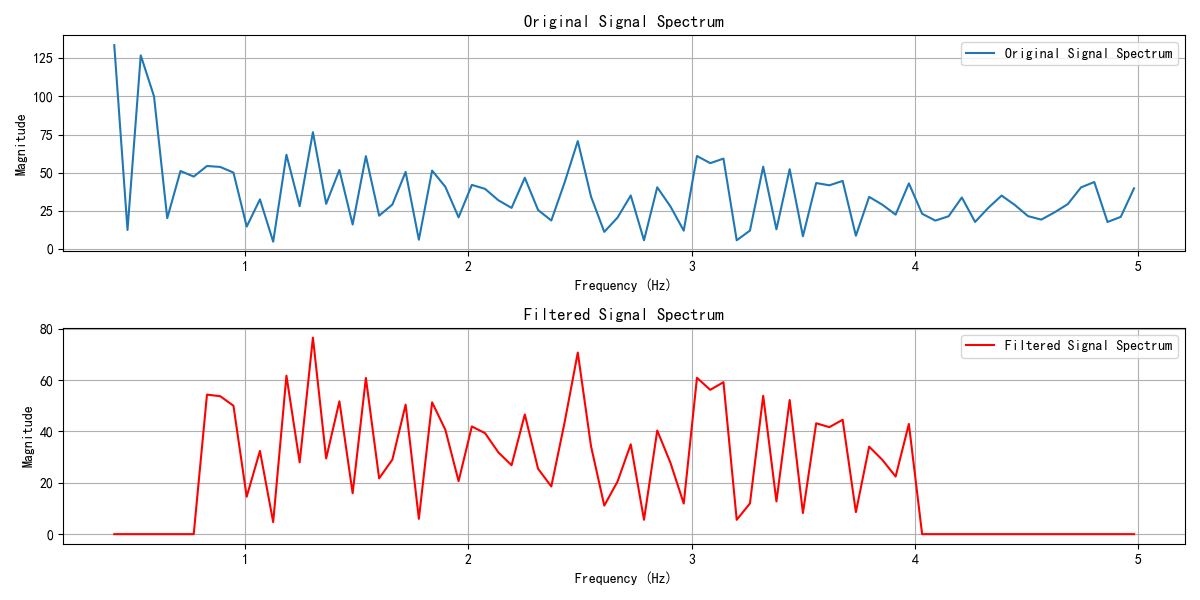 Original Signal Spectrum
Original Signal Spectrum
Magnitude
125
100
75
50
25
0
1 2 3 4 5
Frequency (Hz)
Filtered Signal Spectrum
Filtered Signal Spectrum
Magnitude
80
60
40
20
0
1 2 3 4 5
Frequency (Hz)